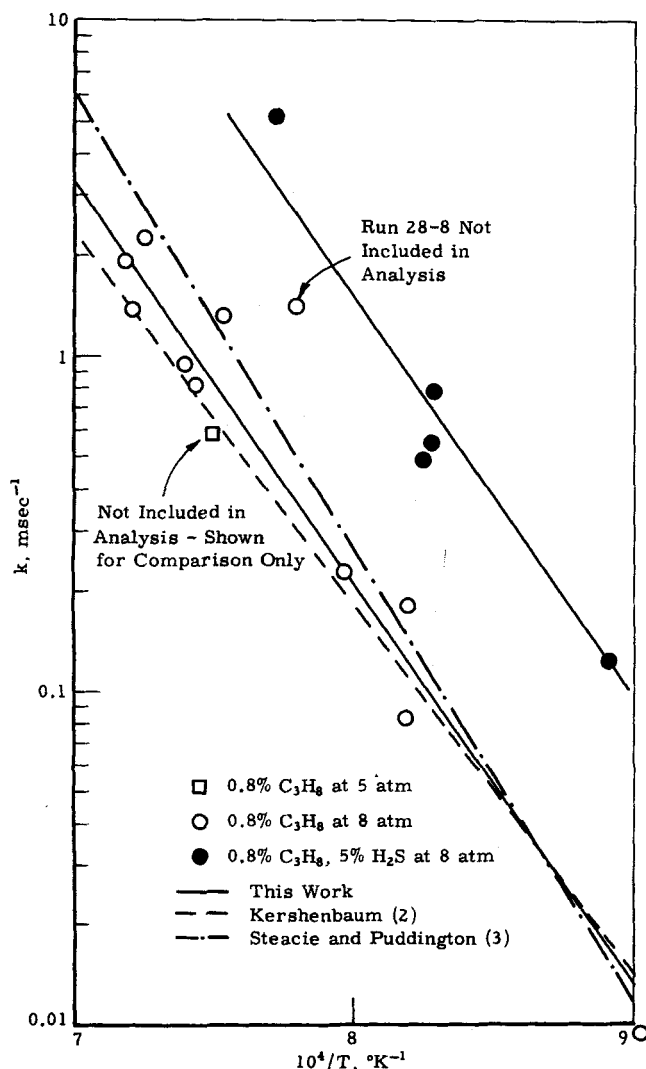 10
Run 28-8 Not
Included in
Analysis
1
k, msec⁻¹
Not Included in
Analysis - Shown
for Comparison Only
0.1
0.8% C₃H₈ at 5 atm
0.8% C₃H₈ at 8 atm
0.8% C₃H₈, 5% H₂S at 8 atm
This Work
Kershenbaum (2)
Steacie and Puddington (3)
0.01
7 8 9
10⁴/T, °K⁻¹